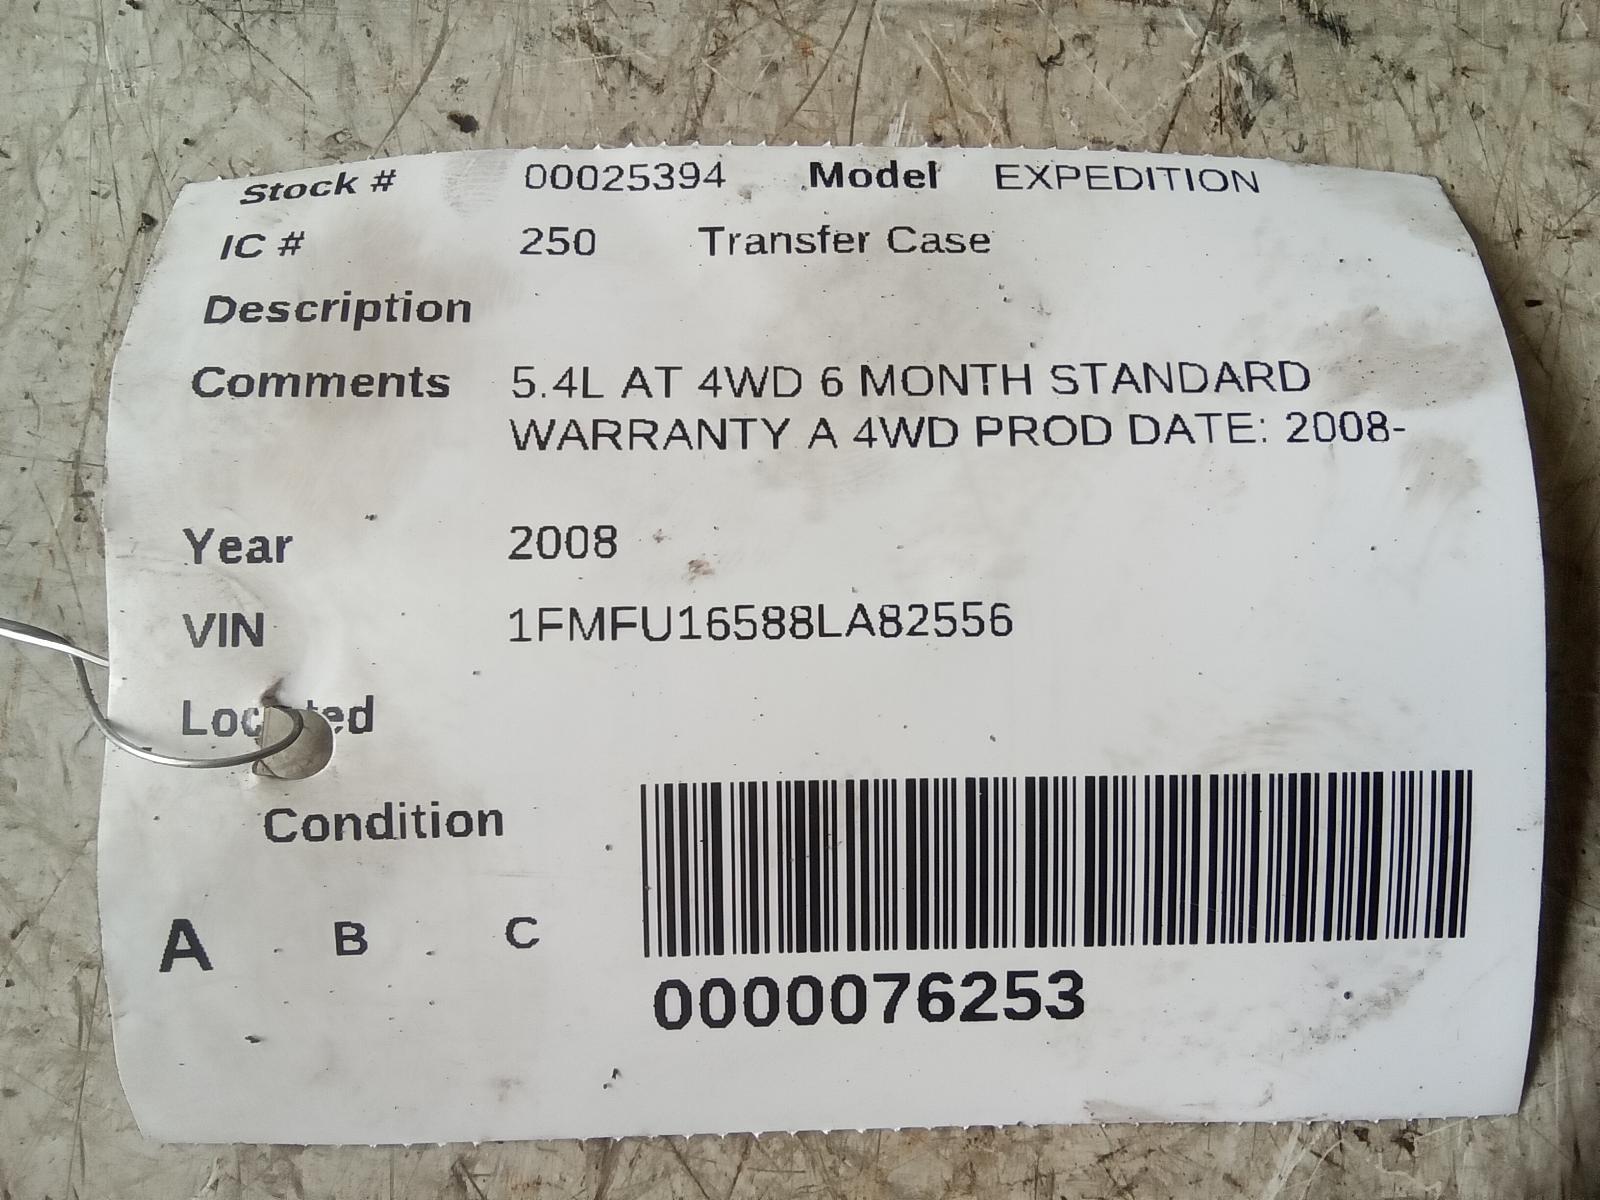 Stock # 00025394 Model EXPEDITION
IC # 250 Transfer Case
Description
Comments 5.4L AT 4WD 6 MONTH STANDARD
WARRANTY A 4WD PROD DATE: 2008-
Year 2008
VIN 1FMFU16588LA82556
Located
Condition
A B C
0000076253